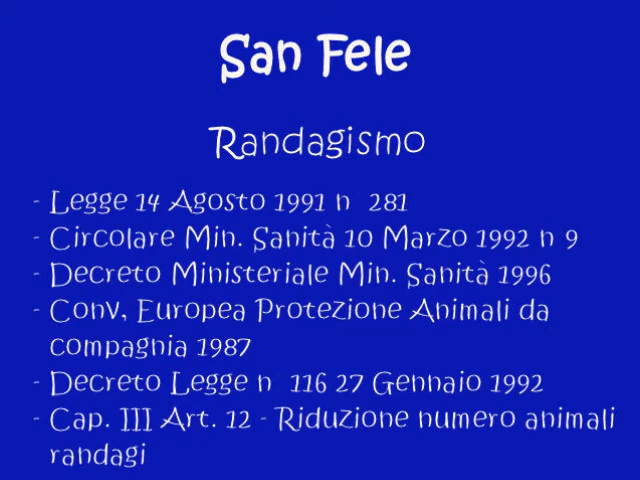 San Fele
Randagismo
- Legge 14 Agosto 1991 n 281
- Circolare Min. Sanità 10 Marzo 1992 n 9
- Decreto Ministeriale Min. Sanità 1996
- Conv, Europea Protezione Animali da
compagnia 1987
- Decreto Legge n 116 27 Gennaio 1992
- Cap. III Art. 12 - Riduzione numero animali
randagi